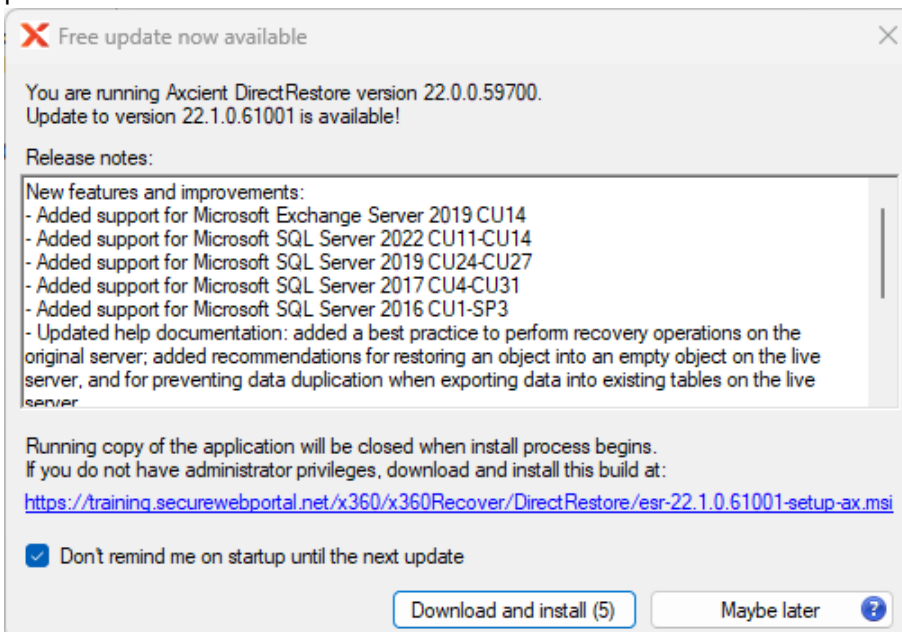 Free update now available
You are running Axcient DirectRestore version 22.0.0.59700.
Update to version 22.1.0.61001 is available!
Release notes:
New features and improvements:
- Added support for Microsoft Exchange Server 2019 CU14
- Added support for Microsoft SQL Server 2022 CU11-CU14
- Added support for Microsoft SQL Server 2019 CU24-CU27
- Added support for Microsoft SQL Server 2017 CU4-CU31
- Added support for Microsoft SQL Server 2016 CU1-SP3
- Updated help documentation: added a best practice to perform recovery operations on the
original server; added recommendations for restoring an object into an empty object on the live
server, and for preventing data duplication when exporting data into existing tables on the live
server
Running copy of the application will be closed when install process begins.
If you do not have administrator privileges, download and install this build at:
https://training.securewebportal.net/x360/x360Recover/DirectRestore/esr-22.1.0.61001-setup-ax.msi
Don't remind me on startup until the next update
Download and install (5)
Maybe later